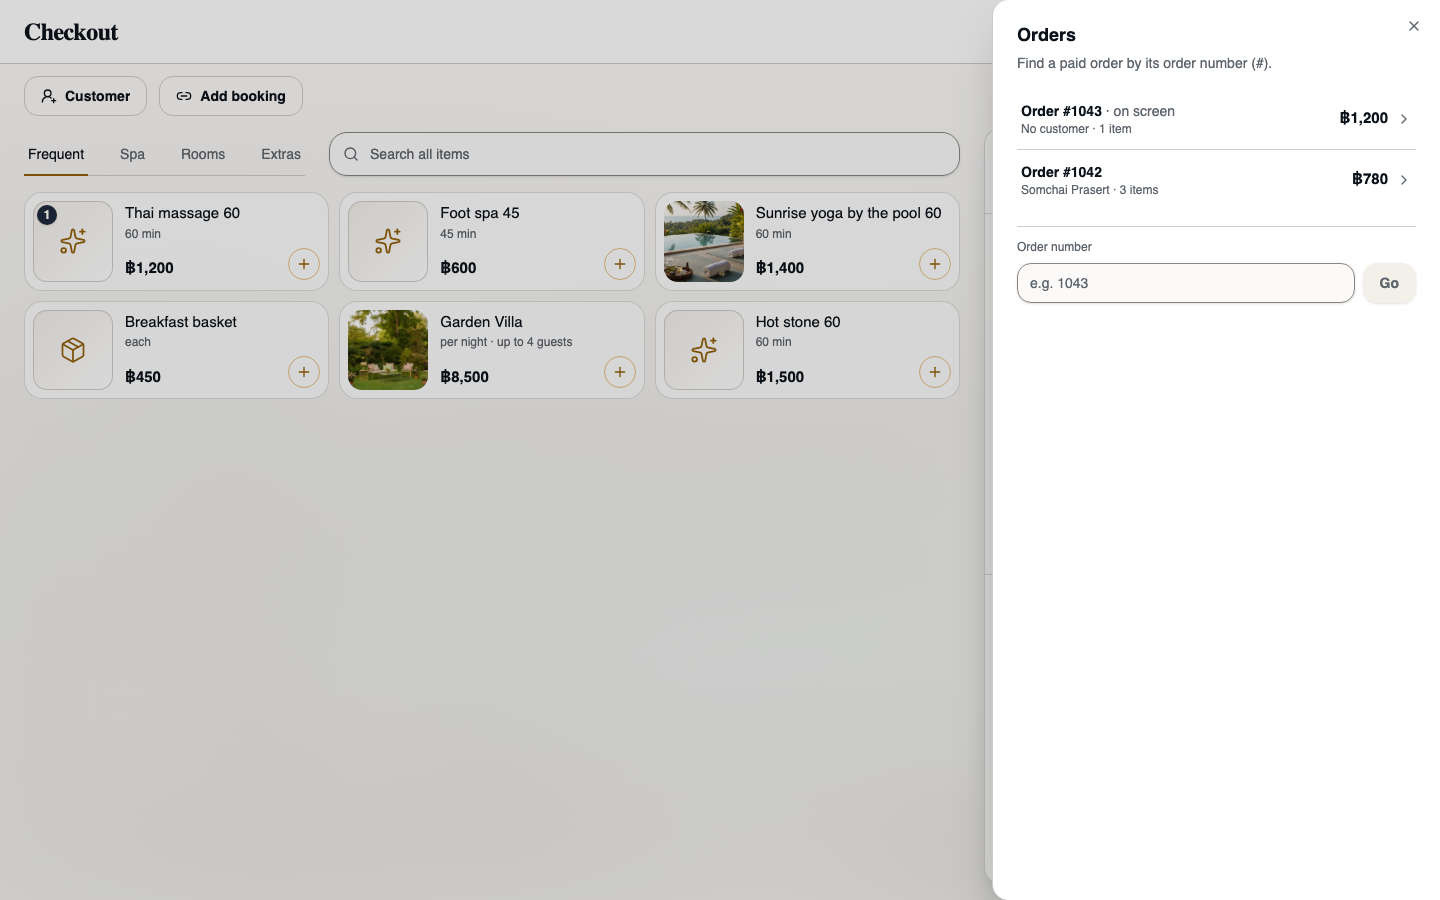 Checkout
Customer
Add booking
Frequent
Spa
Rooms
Extras
Search all items
1
Thai massage 60
60 min
฿1,200
Foot spa 45
45 min
฿600
Sunrise yoga by the pool 60
60 min
฿1,400
Breakfast basket
each
฿450
Garden Villa
per night · up to 4 guests
฿8,500
Hot stone 60
60 min
฿1,500
Orders
Find a paid order by its order number (#).
Order #1043 · on screen
No customer · 1 item
฿1,200
Order #1042
Somchai Prasert · 3 items
฿780
Order number
e.g. 1043
Go